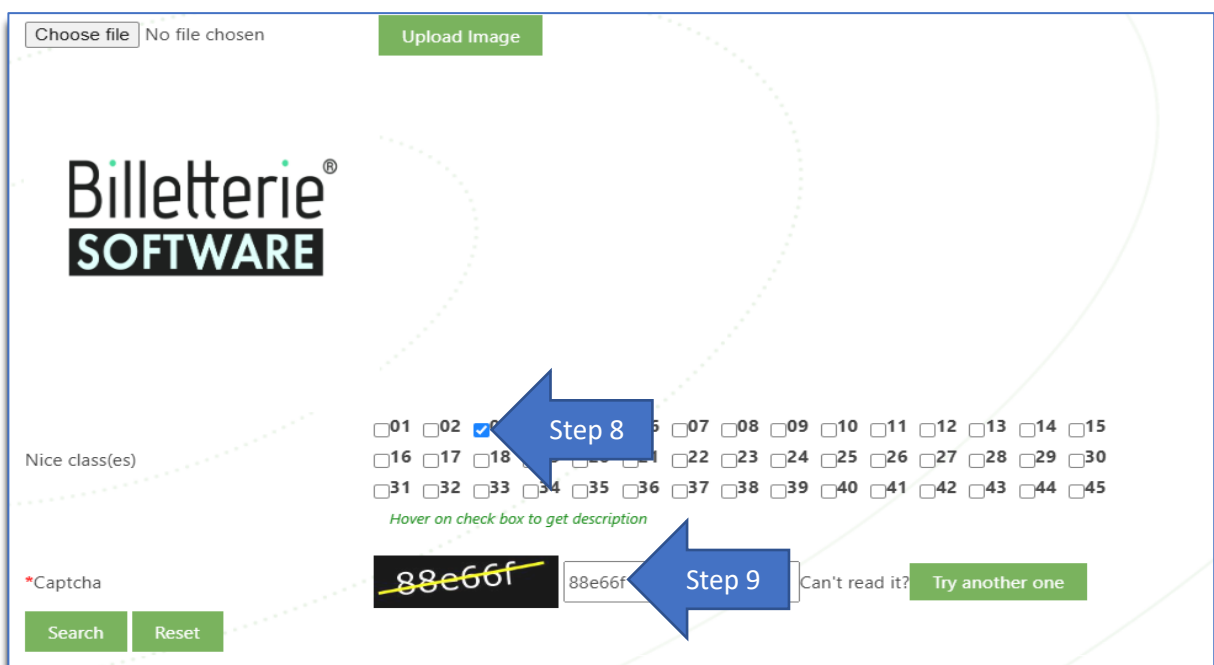 Choose file No file chosen Upload Image
Billetterie®
SOFTWARE
01 02 Step 8 07 08 09 10 11 12 13 14 15
Nice class(es) 16 17 18 22 23 24 25 26 27 28 29 30
31 32 33 34 35 36 37 38 39 40 41 42 43 44 45
Hover on check box to get description
*Captcha 88e66f 88e66f Step 9 Can't read it? Try another one
Search Reset